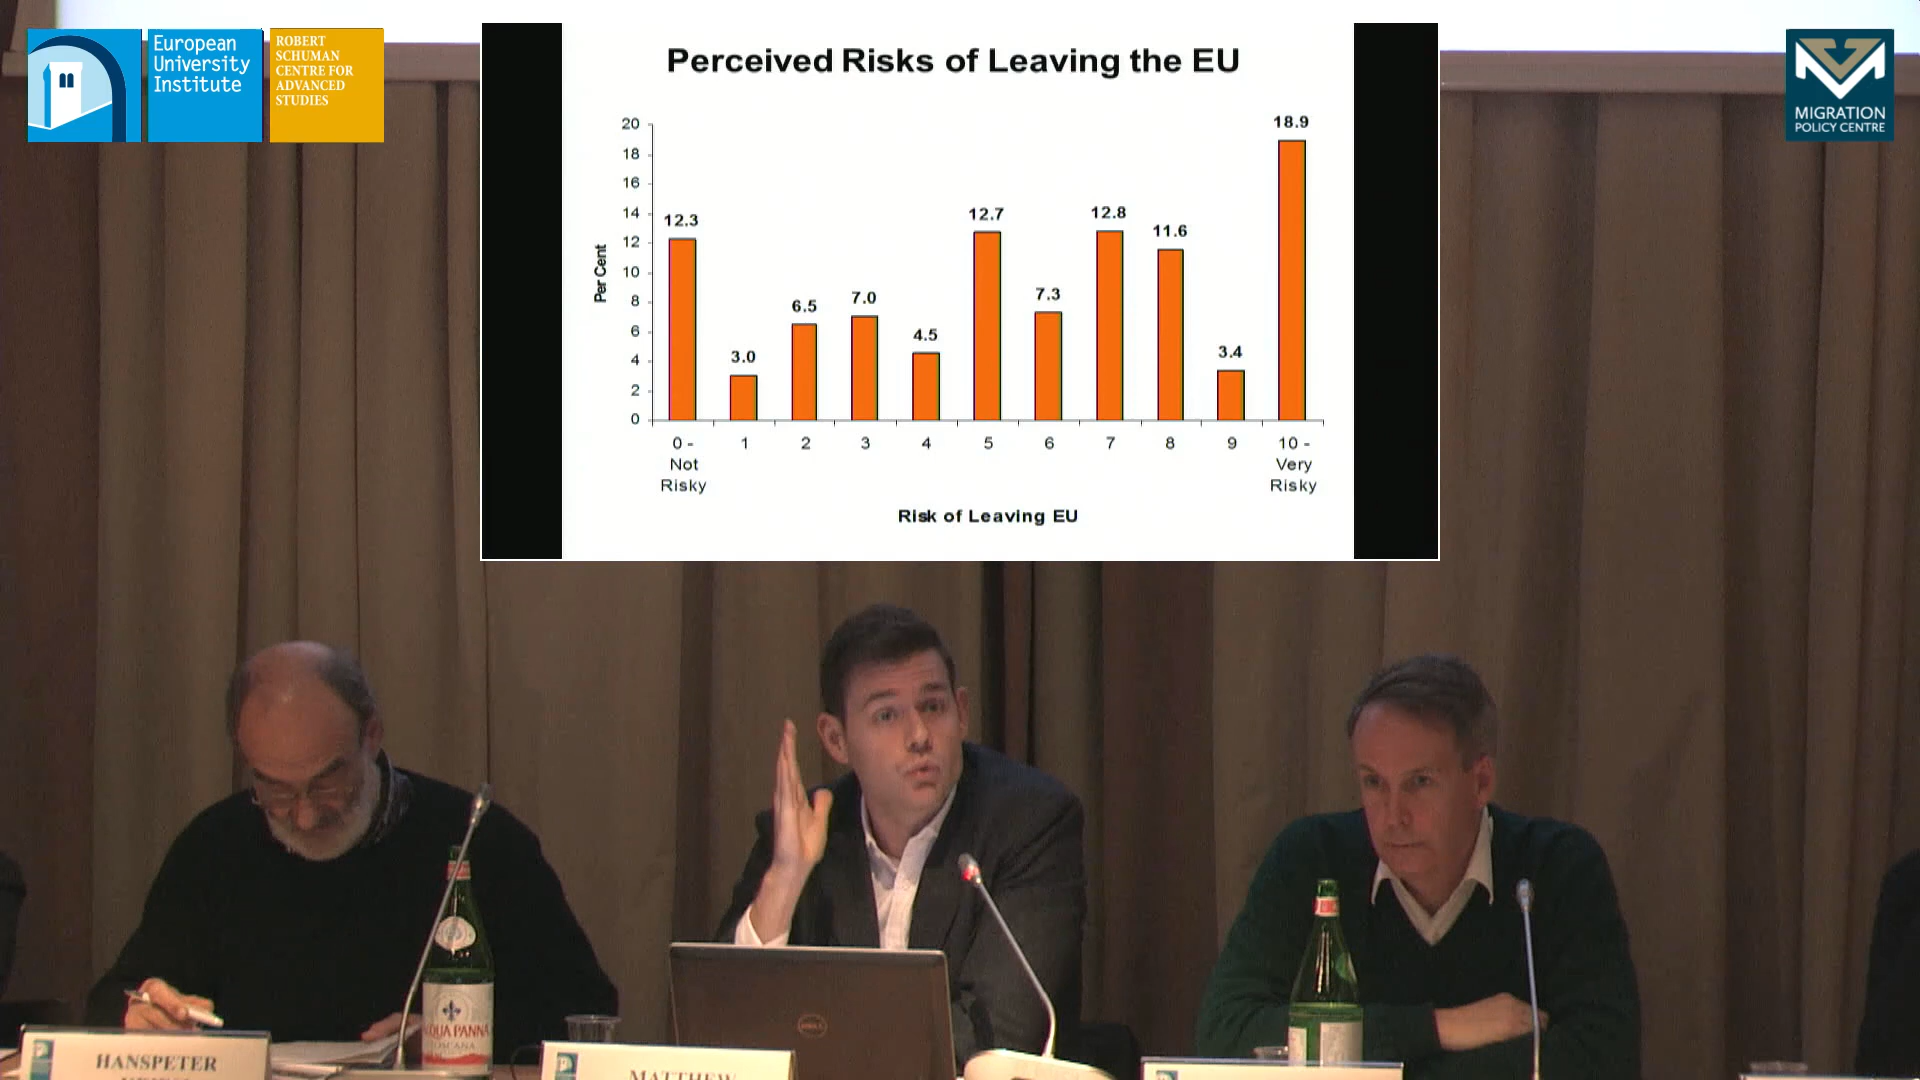 European
University
Institute
ROBERT
SCHUMAN
CENTRE FOR
ADVANCED
STUDIES
Perceived Risks of Leaving the EU
MIGRATION
POLICY CENTRE
Per Cent
20
18
16
14
12
10
8
6
4
2
0
12.3
3.0
6.5
7.0
4.5
12.7
7.3
12.8
11.6
3.4
18.9
0 - Not Risky
1
2
3
4
5
6
7
8
9
10 - Very Risky
Risk of Leaving EU
ACQUA PANNA
TOSCANA
DELL
HANSPETER
MATTHEW